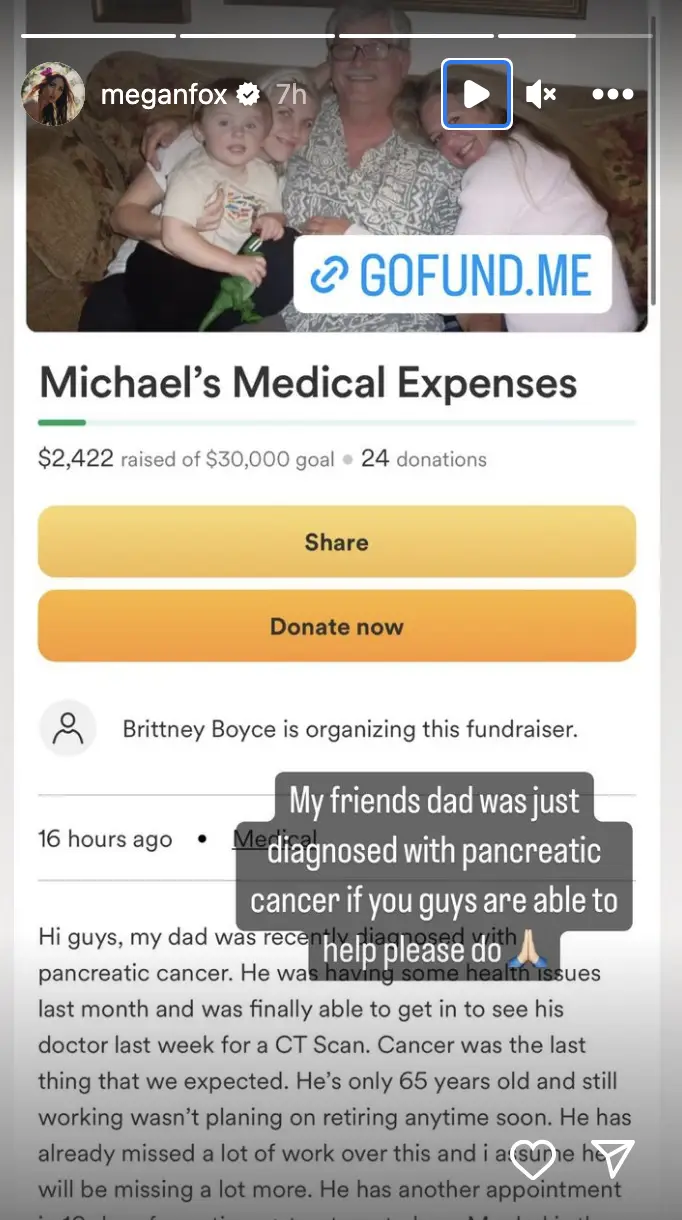 meganfox 7h
GOFUND.ME
Michael's Medical Expenses
$2,422 raised of $30,000 goal • 24 donations
Share
Donate now
Brittney Boyce is organizing this fundraiser.
My friends dad was just
diagnosed with pancreatic
cancer if you guys are able to
help please do 🙏🏼
16 hours ago • Medical
Hi guys, my dad was recently diagnosed with
pancreatic cancer. He was having some health issues
last month and was finally able to get in to see his
doctor last week for a CT Scan. Cancer was the last
thing that we expected. He's only 65 years old and still
working wasn't planing on retiring anytime soon. He has
already missed a lot of work over this and i assume he
will be missing a lot more. He has another appointment